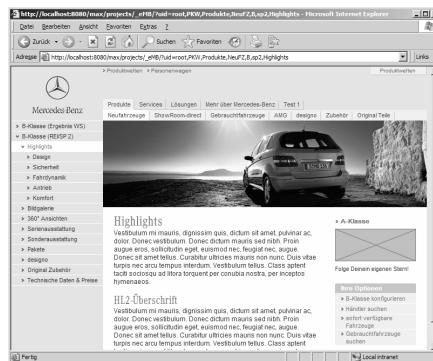 http://localhost:8080/max/projects/_eMB/?uid=root,PKW,Produkte,NeuFZ,B,sp2,Highlights - Microsoft Internet Explorer
Datei Bearbeiten Ansicht Favoriten Extras ?
Zurück Suchen Favoriten
Adresse http://localhost:8080/max/projects/_eMB/?uid=root,PKW,Produkte,NeuFZ,B,sp2,Highlights Links
Produktwelten Personenwagen Produktwelten
Mercedes-Benz
Produkte Services Lösungen Mehr über Mercedes-Benz Test 1
Neufahrzeuge ShowRoom-direct Gebrauchtfahrzeuge AMG designo Zubehör Original Teile
B-Klasse (Ergebnis WS)
B-Klasse (RE/SP 2)
Highlights
Design
Sicherheit
Fahrdynamik
Antrieb
Komfort
Bildgalerie
360° Ansichten
Serienausstattung
Sonderausstattung
Pakete
designo
Original Zubehör
Technische Daten & Preise
Highlights
Vestibulum mi mauris, dignissim quis, dictum sit amet, pulvinar ac,
dolor. Donec vestibulum. Donec dictum mauris sed nibh. Proin
augue eros, sollicitudin eget, euismod nec, feugiat nec, augue.
Donec sit amet tellus. Curabitur ultricies mauris non nunc. Duis vitae
turpis nec arcu tempus interdum. Vestibulum tellus. Class aptent
taciti sociosqu ad litora torquent per conubia nostra, per inceptos
hymenaeos.
HL2-Überschrift
Vestibulum mi mauris, dignissim quis, dictum sit amet, pulvinar ac,
dolor. Donec vestibulum. Donec dictum mauris sed nibh. Proin
augue eros, sollicitudin eget, euismod nec, feugiat nec, augue.
Donec sit amet tellus. Curabitur ultricies mauris non nunc. Duis vitae
turpis nec arcu tempus interdum. Vestibulum tellus. Class aptent
A-Klasse
Folge Deinem eigenen Stern!
Ihre Optionen
B-Klasse konfigurieren
Händler suchen
sofort verfügbare
Fahrzeuge
Gebrauchtfahrzeuge
suchen
Fertig Local intranet